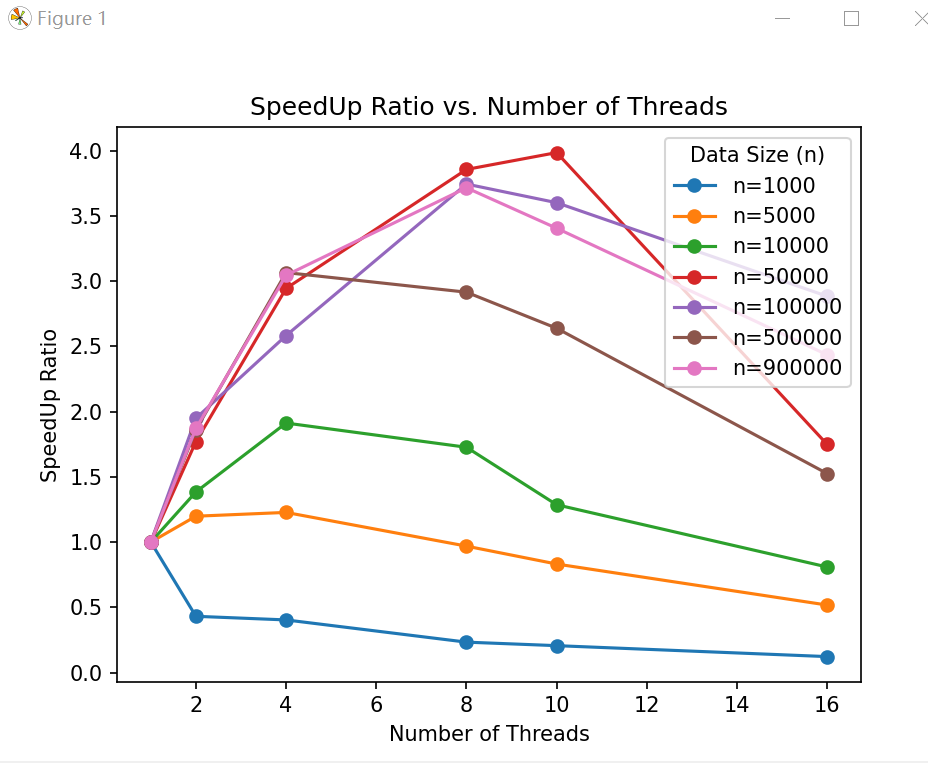 Figure 1
SpeedUp Ratio vs. Number of Threads
4.0
3.5
3.0
2.5
2.0
1.5
1.0
0.5
0.0
SpeedUp Ratio
Data Size (n)
n=1000
n=5000
n=10000
n=50000
n=100000
n=500000
n=900000
2 4 6 8 10 12 14 16
Number of Threads